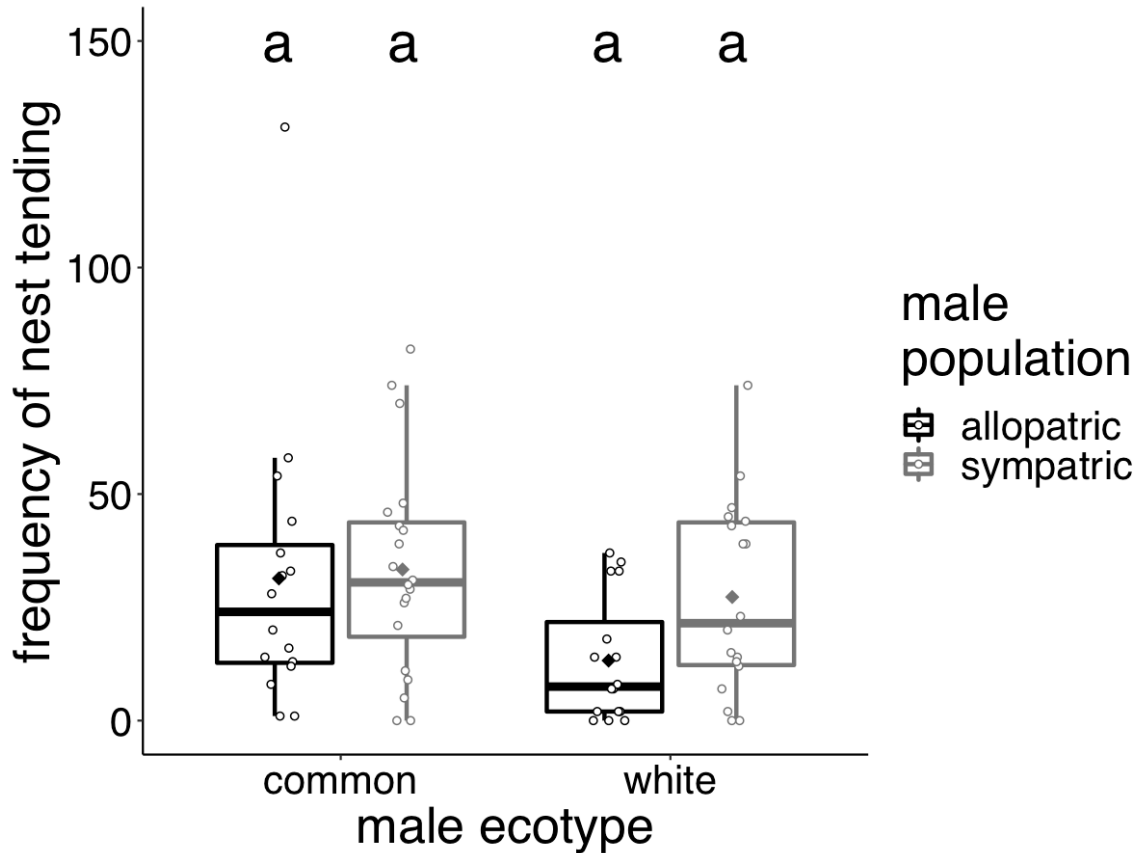 150
100
50
0
frequency of nest tending
a a a a
common white
male ecotype
male
population
allopatric
sympatric